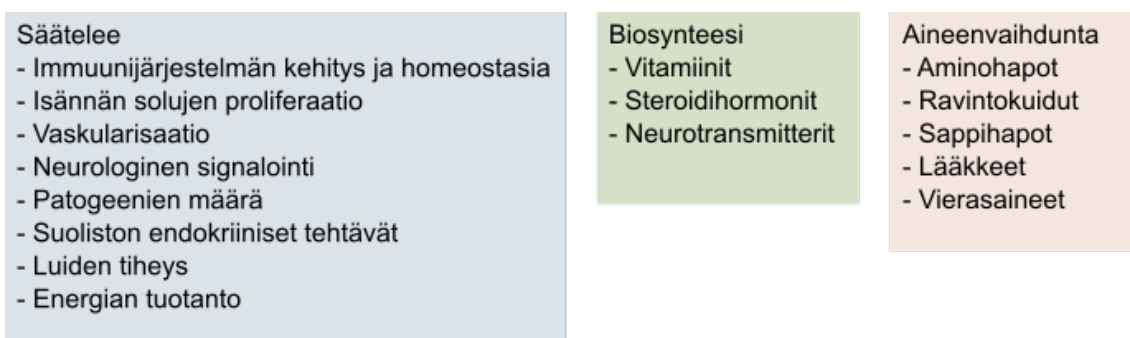 Säätelee
- Immuunijärjestelmän kehitys ja homeostasia
- Isännän solujen proliferaatio
- Vaskularisaatio
- Neurologinen signalointi
- Patogeenien määrä
- Suoliston endokriiniset tehtävät
- Luiden tiheys
- Energian tuotanto
Biosynteesi
- Vitamiinit
- Steroidihormonit
- Neurotransmitterit
Aineenvaihdunta
- Aminohapot
- Ravintokuidut
- Sappihapot
- Lääkkeet
- Vierasaineet